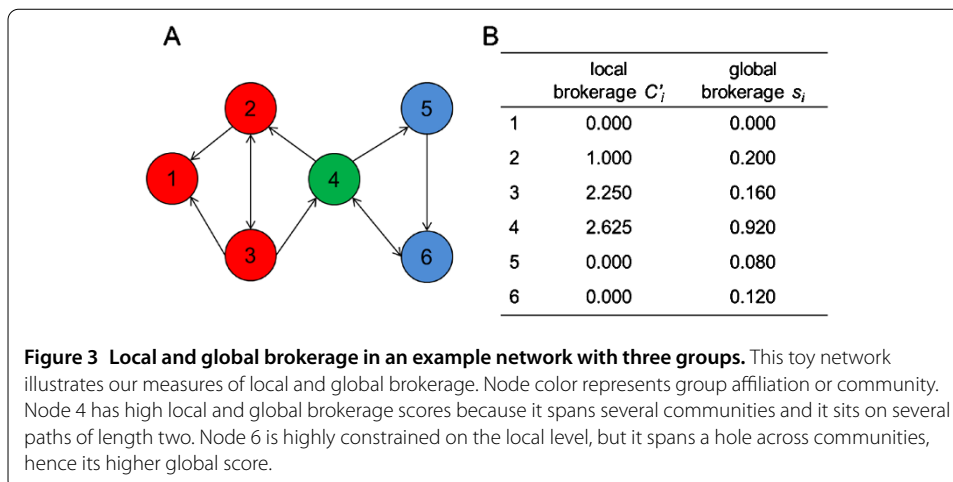 A
2
5
1
4
3
6
B
local brokerage C'i global brokerage si
1 0.000 0.000
2 1.000 0.200
3 2.250 0.160
4 2.625 0.920
5 0.000 0.080
6 0.000 0.120
Figure 3 Local and global brokerage in an example network with three groups. This toy network
illustrates our measures of local and global brokerage. Node color represents group affiliation or community.
Node 4 has high local and global brokerage scores because it spans several communities and it sits on several
paths of length two. Node 6 is highly constrained on the local level, but it spans a hole across communities,
hence its higher global score.